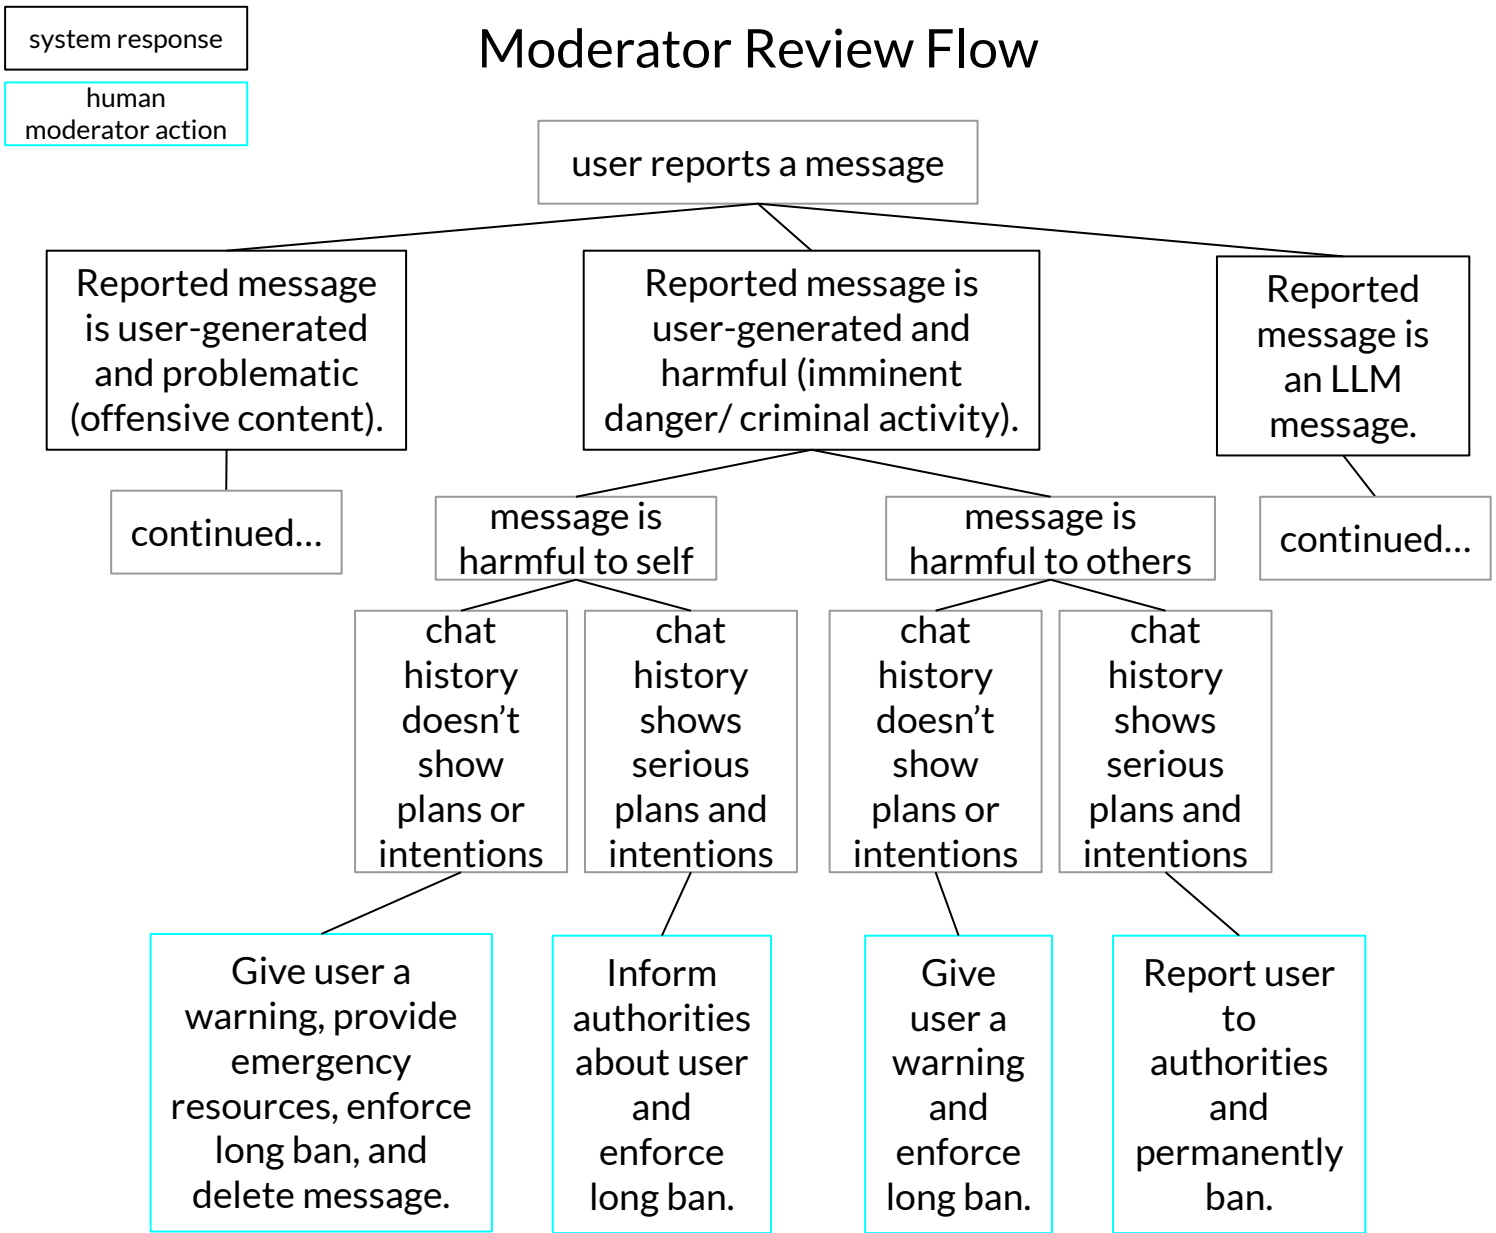 system response
human
moderator action
Moderator Review Flow
user reports a message
Reported message
is user-generated
and problematic
(offensive content).
Reported message is
user-generated and
harmful (imminent
danger/ criminal activity).
Reported
message is
an LLM
message.
continued...
message is
harmful to self
message is
harmful to others
continued...
chat
history
doesn't
show
plans or
intentions
chat
history
shows
serious
plans and
intentions
chat
history
doesn't
show
plans or
intentions
chat
history
shows
serious
plans and
intentions
Give user a
warning, provide
emergency
resources, enforce
long ban, and
delete message.
Inform
authorities
about user
and
enforce
long ban.
Give
user a
warning
and
enforce
long ban.
Report user
to
authorities
and
permanently
ban.